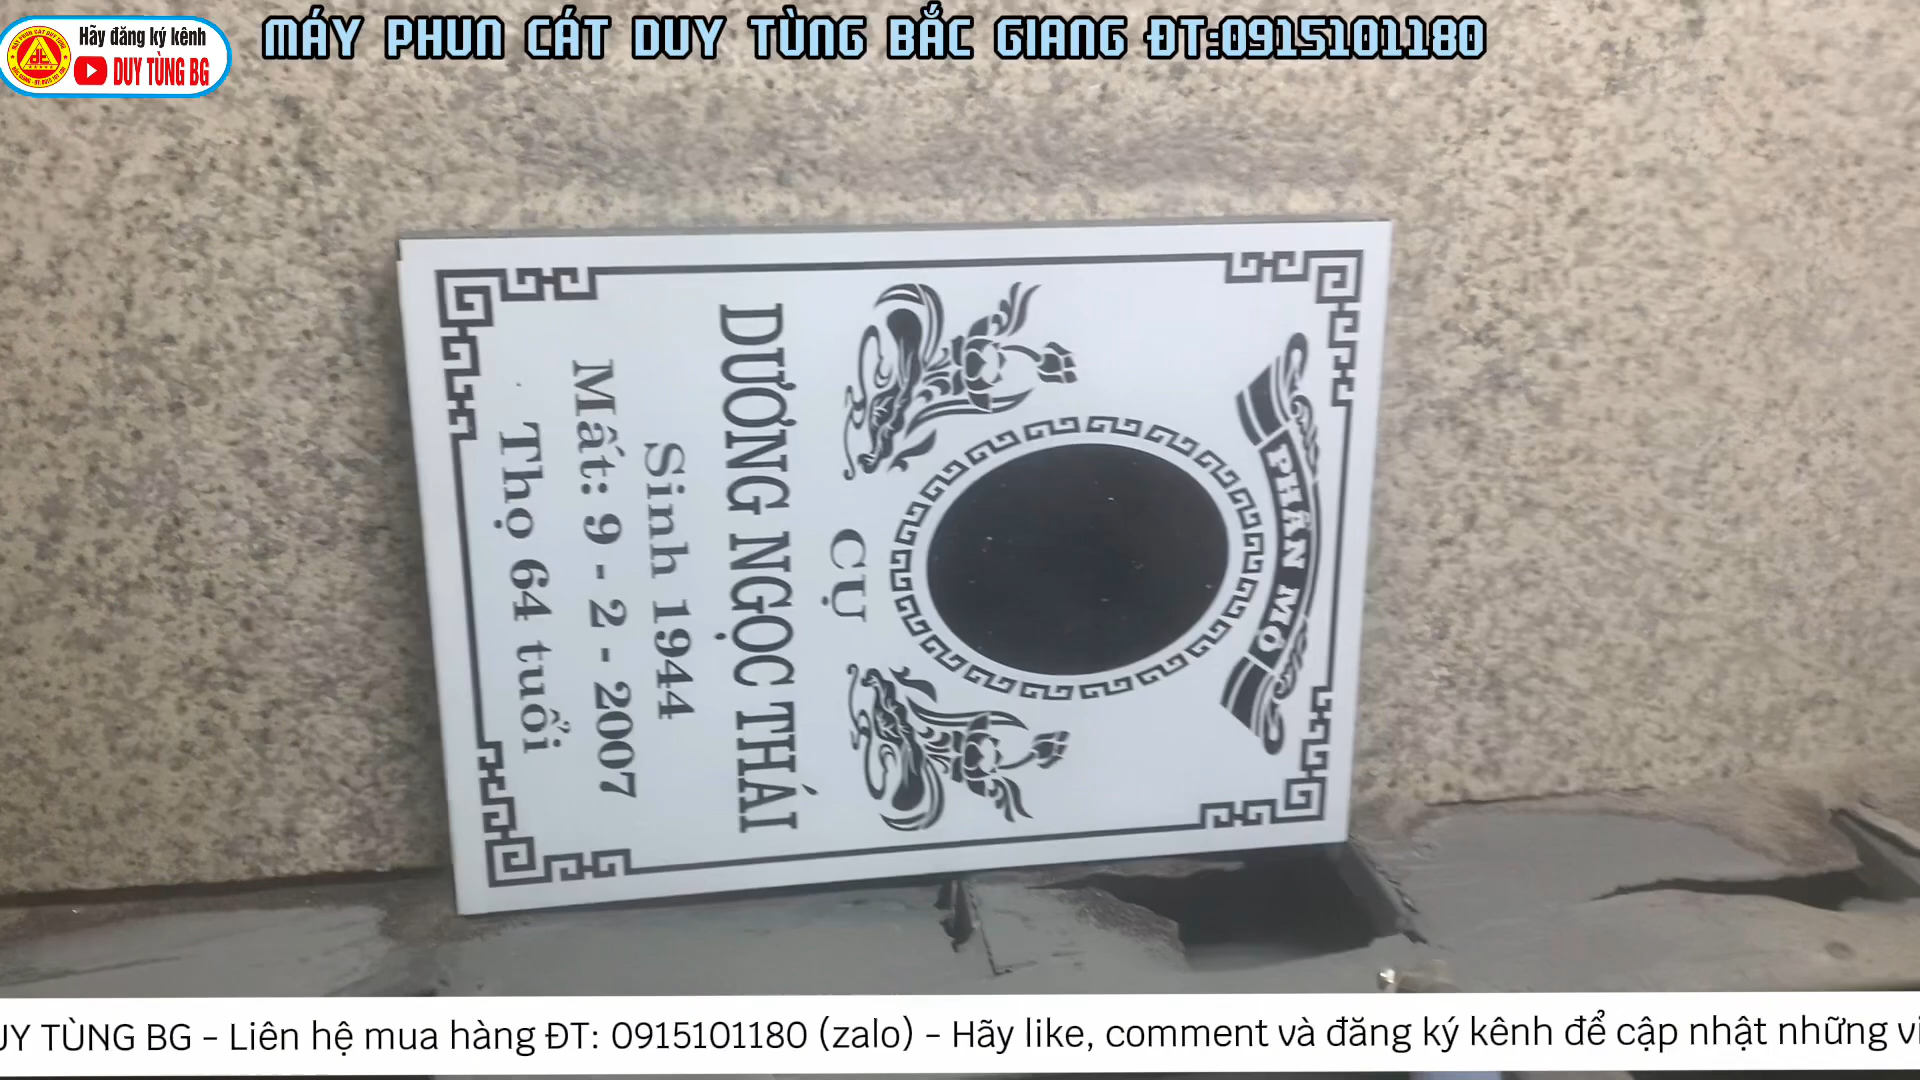 Hãy đăng ký kênh
DUY TÙNG BG
MÁY PHUN CÁT DUY TÙNG BẮC GIANG ĐT:0915101180
PHẦN MỘ
CỤ
DƯƠNG NGỌC THÁI
Sinh 1944
Mất: 9 - 2 - 2007
Thọ 64 tuổi
TÙNG BG - Liên hệ mua hàng ĐT: 0915101180 (zalo) - Hãy like, comment và đăng ký kênh để cập nhật những